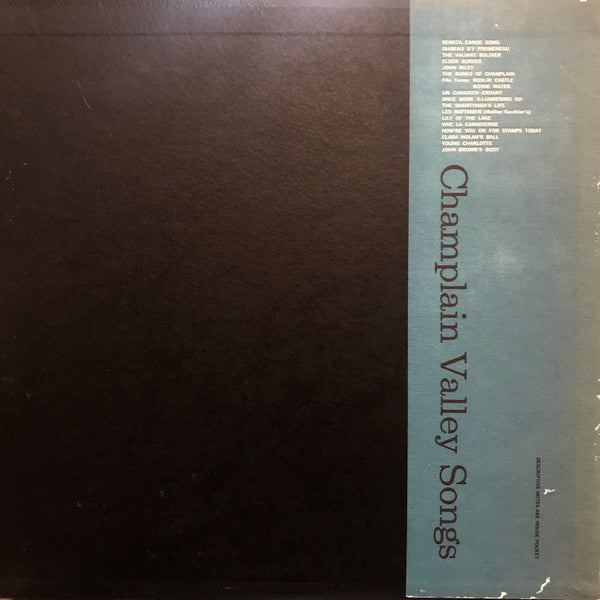 SENECA CANOE SONG
ISABEAU S'Y PROMENEAU
THE VALIANT SOLDIER
ELDER BORDEE
JOHN RILEY
THE BANKS OF CHAMPLAIN
Fife Tunes: ROSLIN CASTLE
BOYNE WATER
UN CANADIEN ERRANT
ONCE MORE A-LUMBERING GO
THE SHANTYMAN'S LIFE
LES RAFTSMEN (Mother Gauthier's)
LILY OF THE LAKE
VIVE LA CANADIENNE
HOW'RE YOU ON FOR STAMPS TODAY
CLARA NOLAN'S BALL
YOUNG CHARLOTTE
JOHN BROWN'S BODY
Champlain Valley Songs
DESCRIPTIVE NOTES ARE INSIDE POCKET